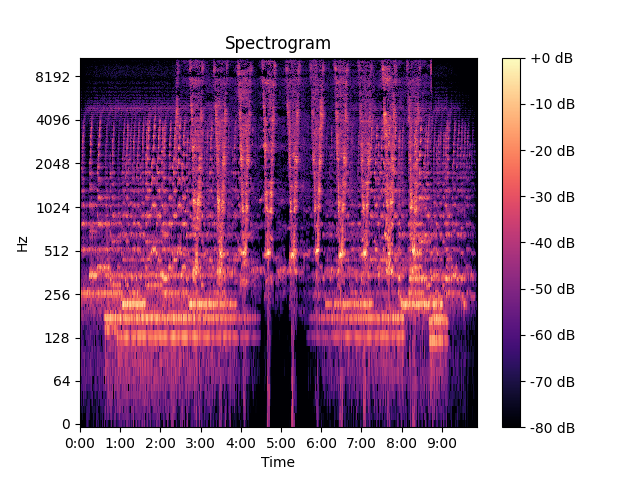 Spectrogram
8192
4096
2048
1024
512
256
128
64
0
Hz
0:00 1:00 2:00 3:00 4:00 5:00 6:00 7:00 8:00 9:00
Time
+0 dB
-10 dB
-20 dB
-30 dB
-40 dB
-50 dB
-60 dB
-70 dB
-80 dB